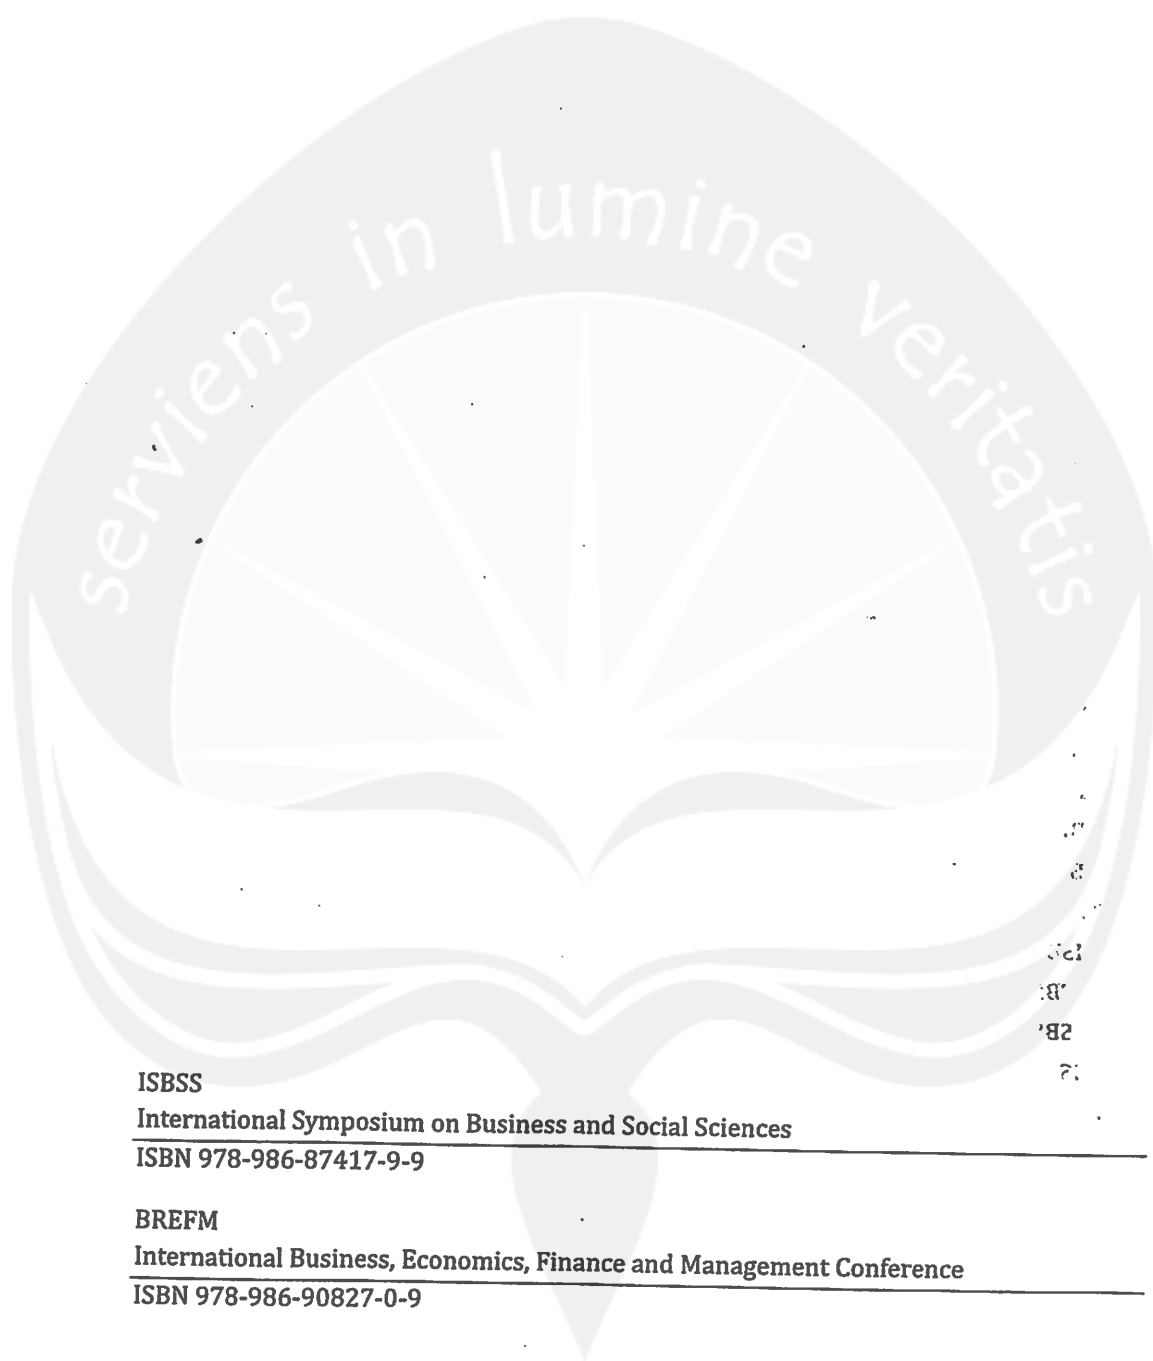 serviens in lumine veritatis
ISBSS
International Symposium on Business and Social Sciences
ISBN 978-986-87417-9-9
BREFM
International Business, Economics, Finance and Management Conference
ISBN 978-986-90827-0-9